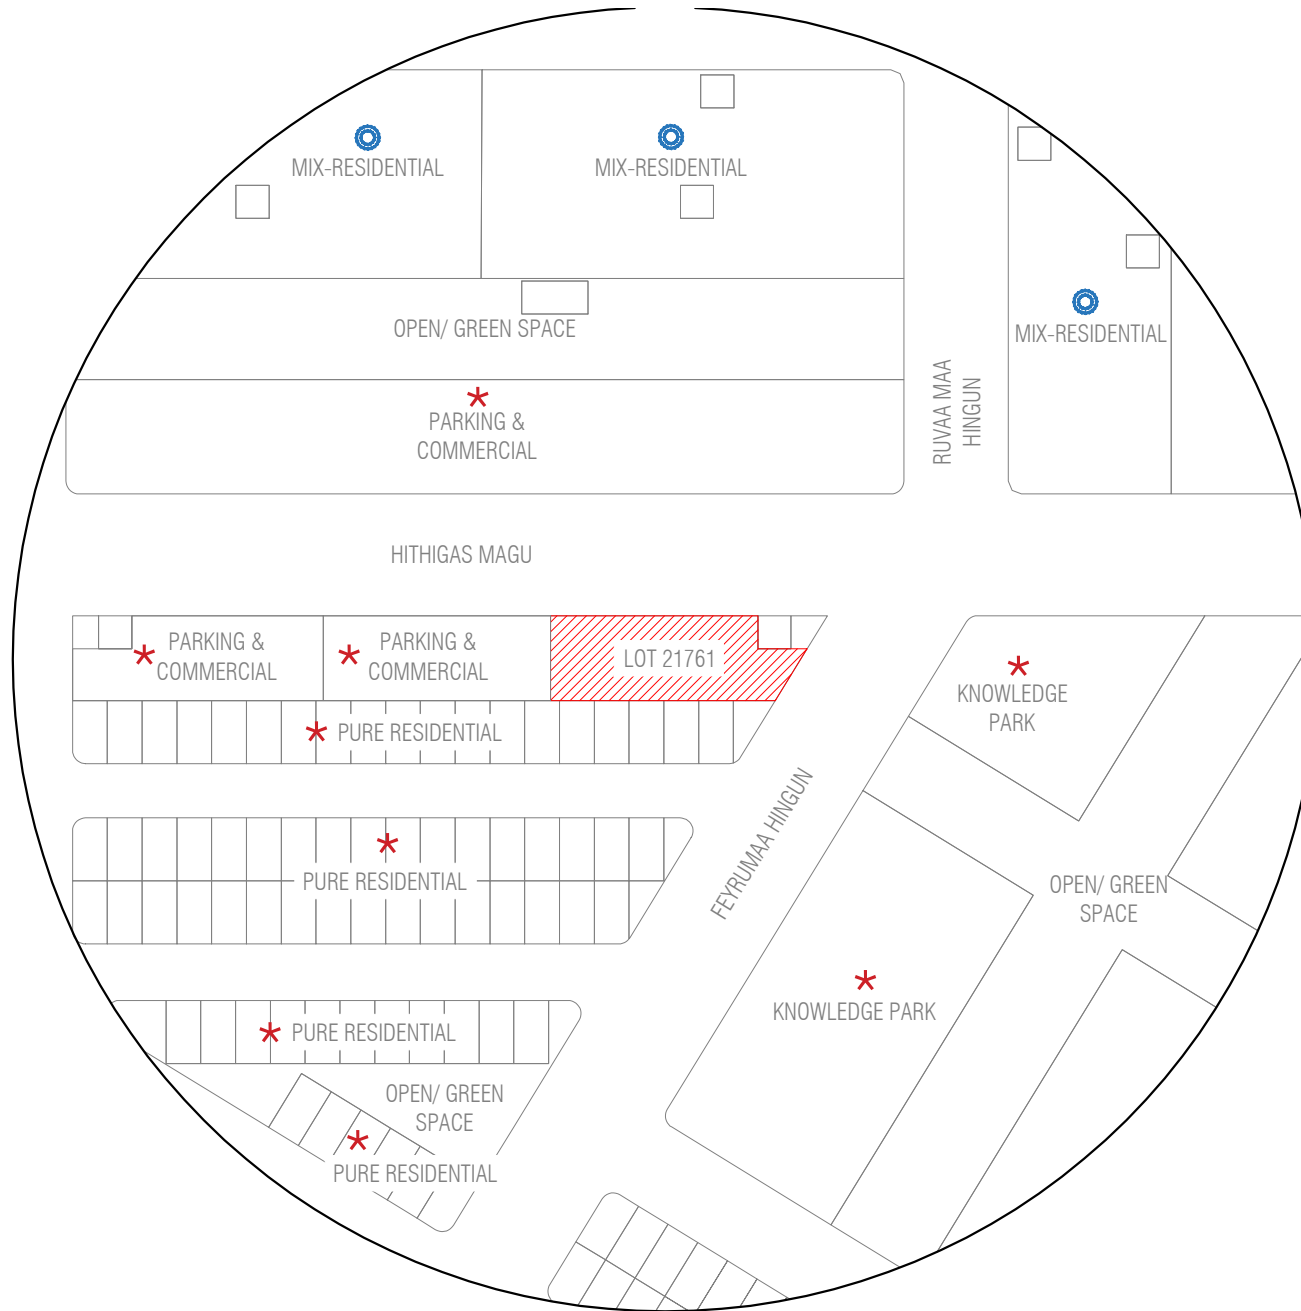 MIX-RESIDENTIAL
MIX-RESIDENTIAL
OPEN/ GREEN SPACE
MIX-RESIDENTIAL
RUVAA MAA
HINGUN
PARKING &
COMMERCIAL
HITHIGAS MAGU
PARKING &
COMMERCIAL
PARKING &
COMMERCIAL
LOT 21761
KNOWLEDGE
PARK
PURE RESIDENTIAL
FEYRUMAA HINGUN
PURE RESIDENTIAL
OPEN/ GREEN
SPACE
KNOWLEDGE PARK
PURE RESIDENTIAL
OPEN/ GREEN
SPACE
PURE RESIDENTIAL